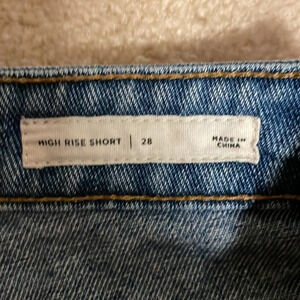 HIGH RISE SHORT | 28 MADE IN
CHINA